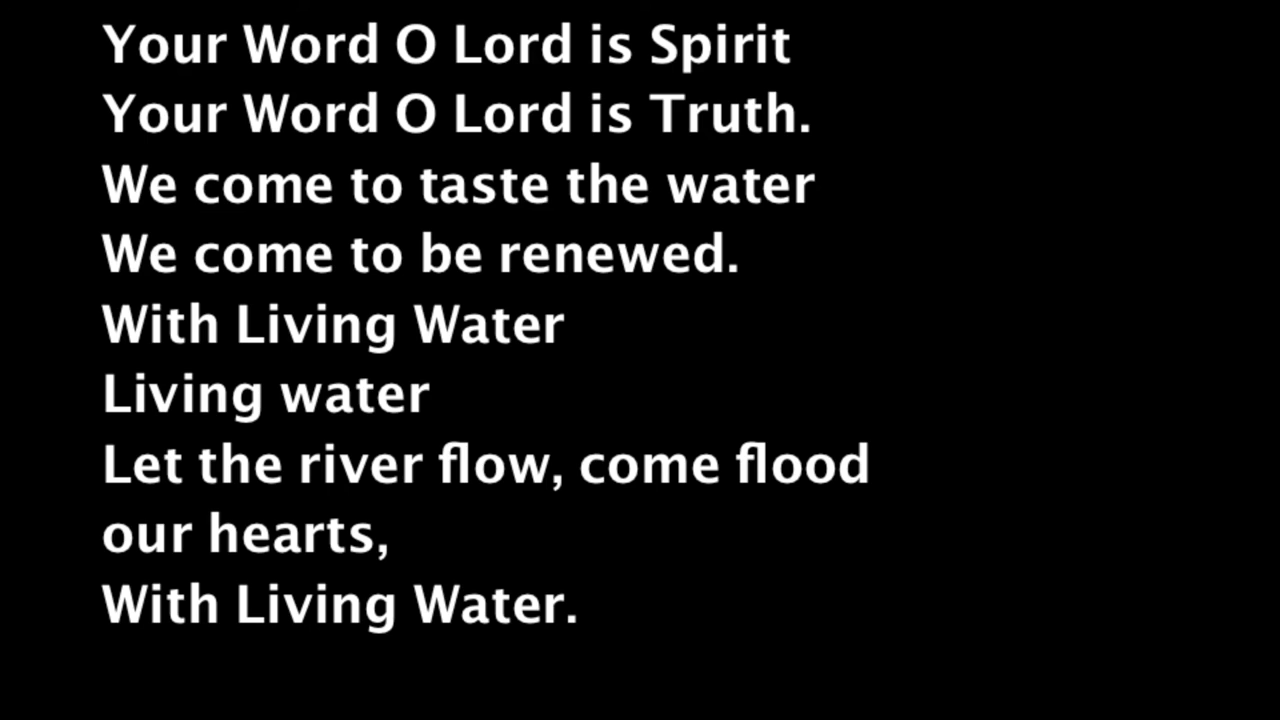 Your Word O Lord is Spirit
Your Word O Lord is Truth.
We come to taste the water
We come to be renewed.
With Living Water
Living water
Let the river flow, come flood
our hearts,
With Living Water.